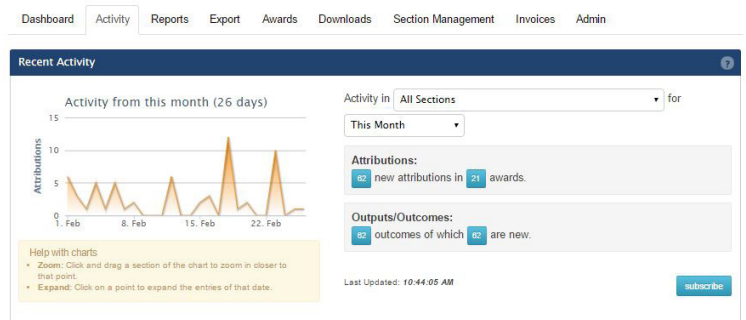 Dashboard Activity Reports Export Awards Downloads Section Management Invoices Admin
Recent Activity ?
Activity from this month (26 days)
15
10
5
0
Attributions
1. Feb 8. Feb 15. Feb 22. Feb
Help with charts
• Zoom: Click and drag a section of the chart to zoom in closer to
that point.
• Expand: Click on a point to expand the entries of that date.
Activity in All Sections for
This Month
Attributions:
62 new attributions in 21 awards.
Outputs/Outcomes:
62 outcomes of which 62 are new.
Last Updated: 10:44:05 AM
subscribe